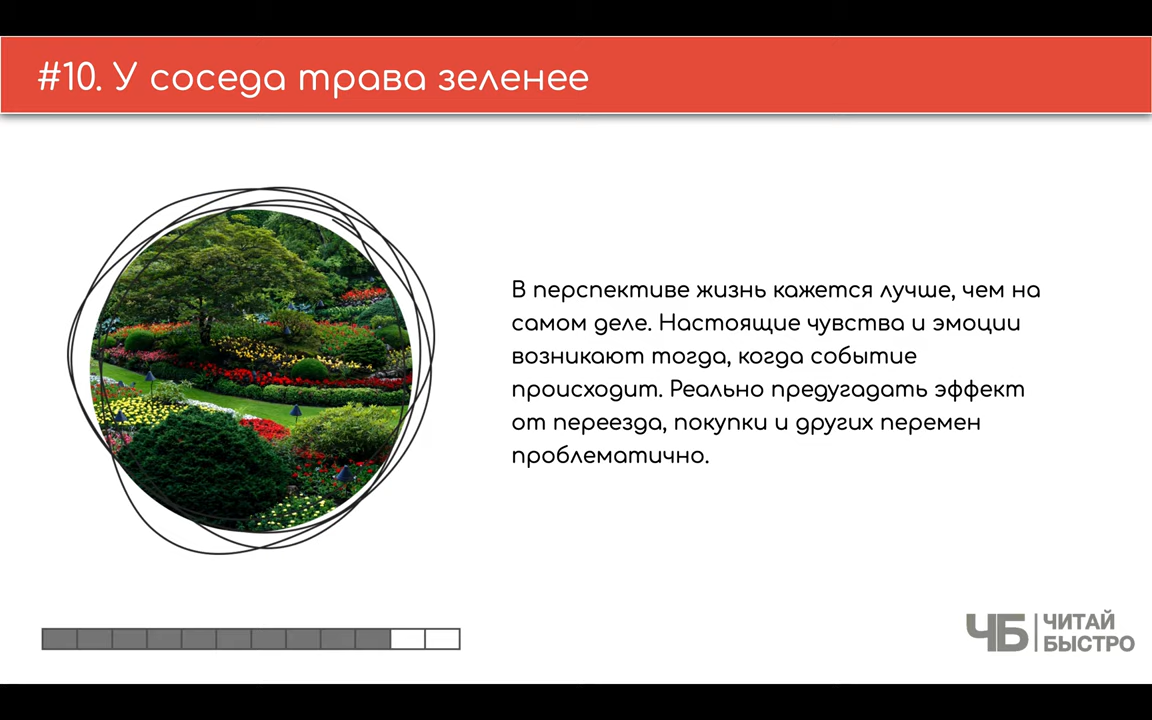 #10. У соседа трава зеленее
В перспективе жизнь кажется лучше, чем на
самом деле. Настоящие чувства и эмоции
возникают тогда, когда событие
происходит. Реально предугадать эффект
от переезда, покупки и других перемен
проблематично.
ЧБ
ЧИТАЙ
БЫСТРО